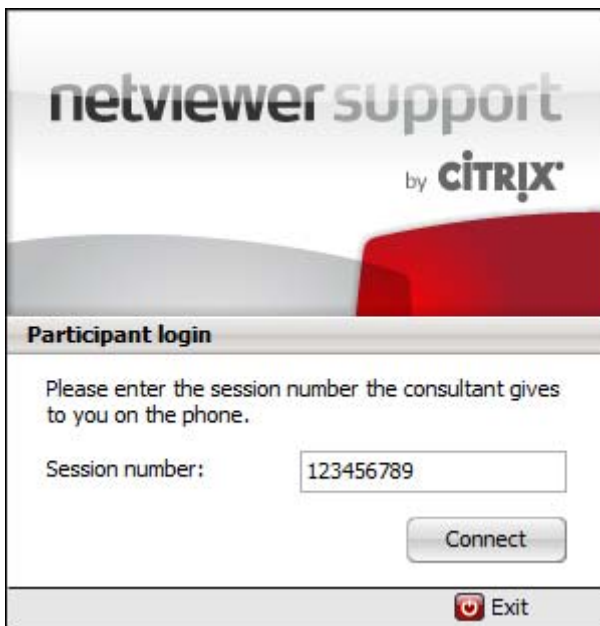 netviewer support
by CITRIX
Participant login
Please enter the session number the consultant gives
to you on the phone.
Session number: 123456789
Connect
Exit